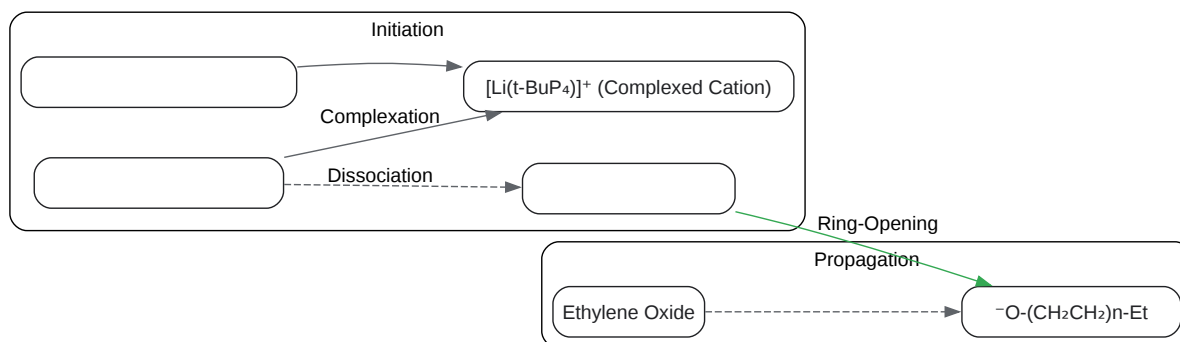 Initiation
[Li(t-BuP₄)]⁺ (Complexed Cation)
Complexation
Dissociation
Ring-Opening
Propagation
Ethylene Oxide
⁻O-(CH₂CH₂)n-Et